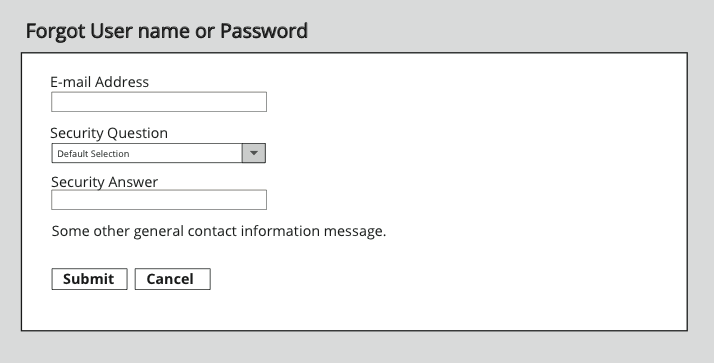 Forgot User name or Password
E-mail Address
Security Question
Default Selection
Security Answer
Some other general contact information message.
Submit Cancel